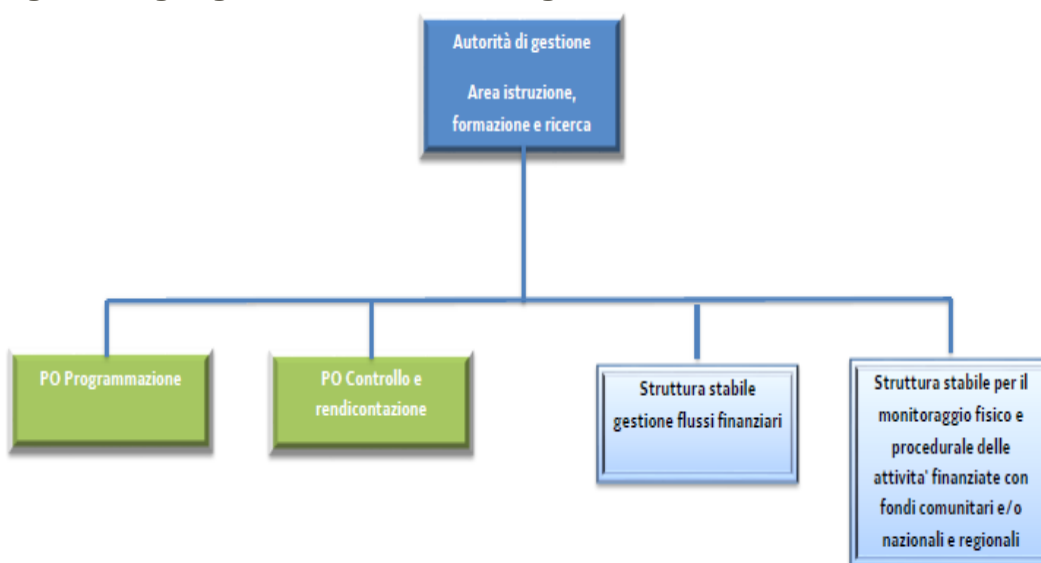 Autorità di gestione
Area istruzione,
formazione e ricerca
PO Programmazione
PO Controllo e
rendicontazione
Struttura stabile
gestione flussi finanziari
Struttura stabile per il
monitoraggio fisico e
procedurale delle
attivita' finanziate con
fondi comunitari e/o
nazionali e regionali